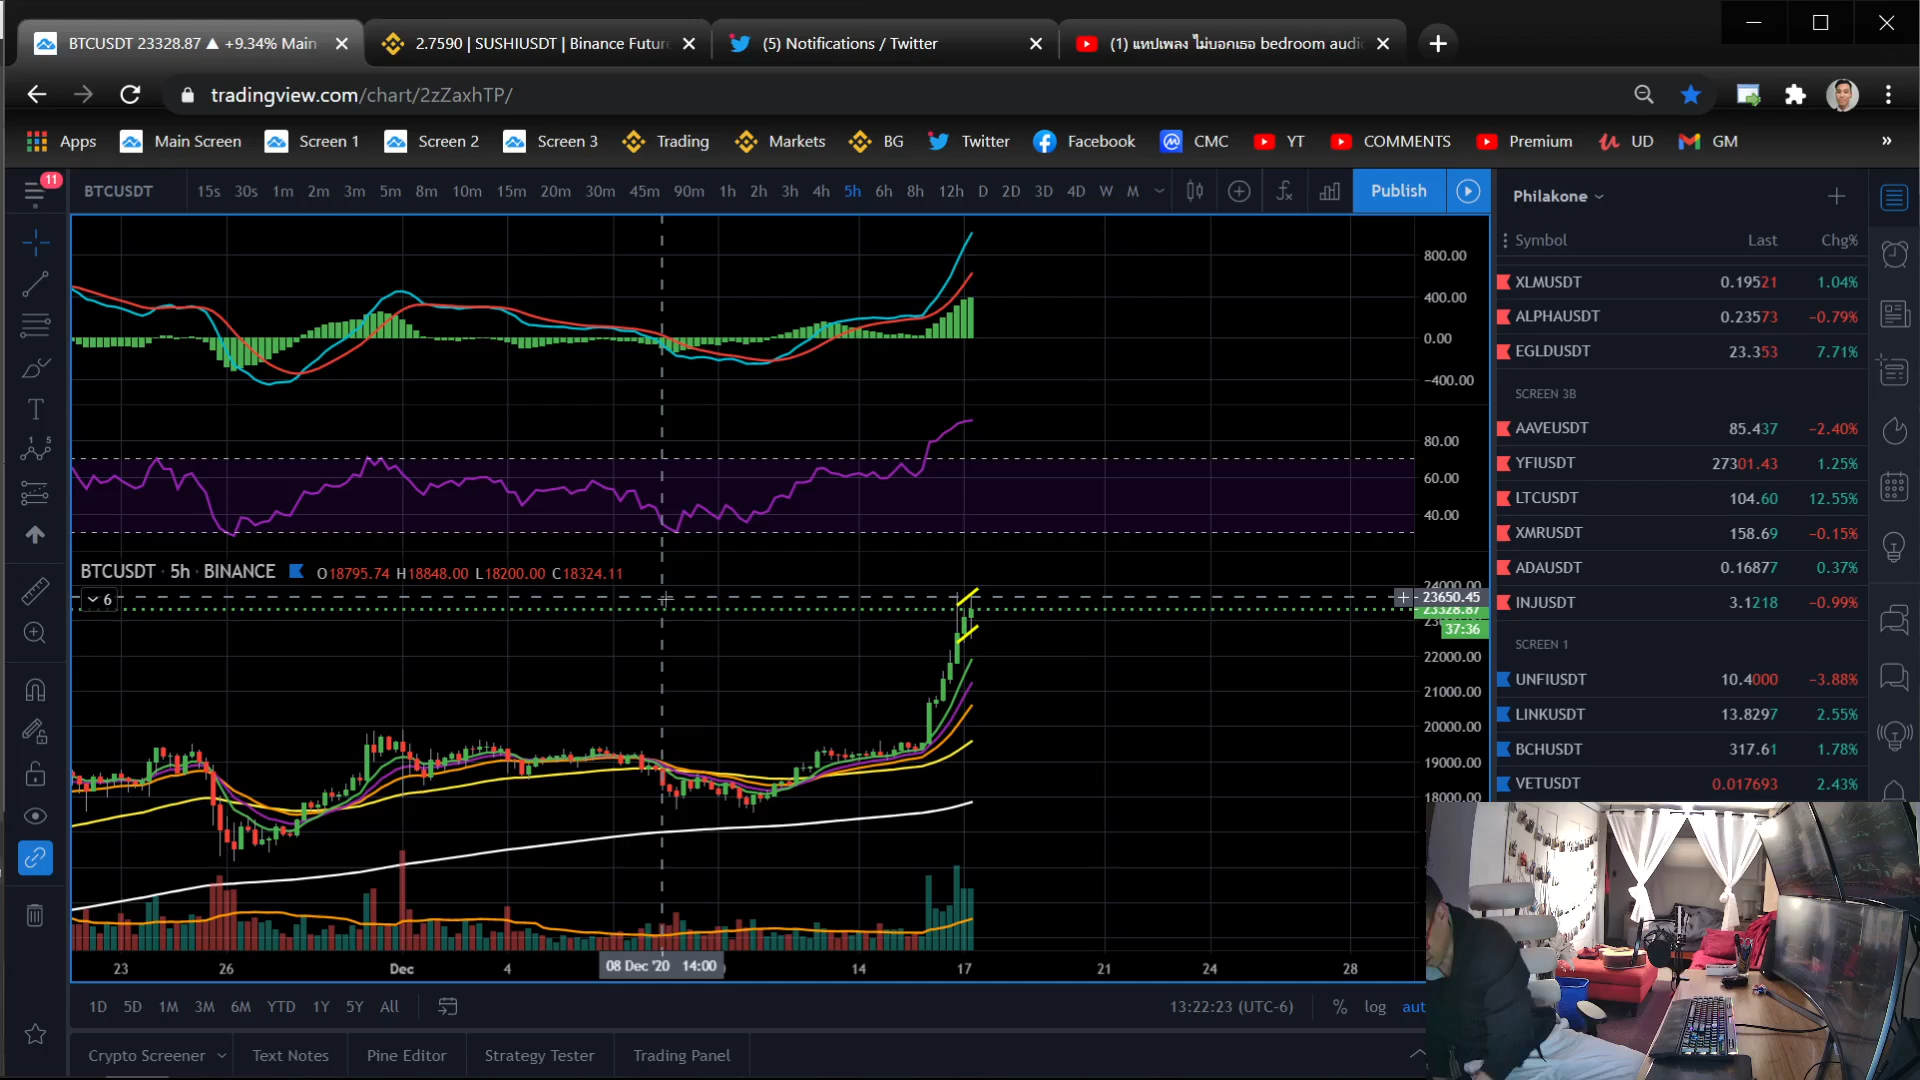 BTCUSDT 23328.87 ▲ +9.34% Main
2.7590 | SUSHIUSDT | Binance Futur
(5) Notifications / Twitter
(1) แทปเพลง ไม่บอกเธอ bedroom audi
tradingview.com/chart/2zZaxhTP/
Apps Main Screen Screen 1 Screen 2 Screen 3 Trading Markets BG Twitter Facebook CMC YT COMMENTS Premium UD GM »
11
BTCUSDT 15s 30s 1m 2m 3m 5m 8m 10m 15m 20m 30m 45m 90m 1h 2h 3h 4h 5h 6h 8h 12h D 2D 3D 4D W M Publish
Philakone
Symbol Last Chg%
XLMUSDT 0.19521 1.04%
ALPHAUSDT 0.23573 −0.79%
EGLDUSDT 23.353 7.71%
SCREEN 3B
AAVEUSDT 85.437 −2.40%
YFIUSDT 27301.43 1.25%
LTCUSDT 104.60 12.55%
XMRUSDT 158.69 −0.15%
ADAUSDT 0.16877 0.37%
INJUSDT 3.1218 −0.99%
SCREEN 1
UNFIUSDT 10.4000 −3.88%
LINKUSDT 13.8297 2.55%
BCHUSDT 317.61 1.78%
VETUSDT 0.017693 2.43%
800.00
400.00
0.00
−400.00
80.00
60.00
40.00
BTCUSDT · 5h · BINANCE O18795.74 H18848.00 L18200.00 C18324.11
6
24000.00
23650.45
23328.87
37:36
22000.00
21000.00
20000.00
19000.00
18000.00
23 26 Dec 4 08 Dec '20 14:00 14 17 21 24 28
1D 5D 1M 3M 6M YTD 1Y 5Y All
13:22:23 (UTC-6) % log aut
Crypto Screener Text Notes Pine Editor Strategy Tester Trading Panel